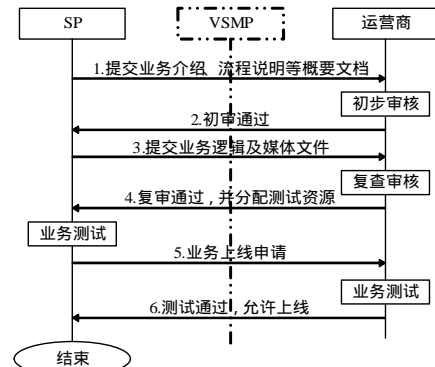 SP
VSMP
运营商
1.提交业务介绍、流程说明等概要文档
初步审核
2.初审通过
3.提交业务逻辑及媒体文件
复查审核
4.复审通过,并分配测试资源
业务测试
5.业务上线申请
业务测试
6.测试通过,允许上线
结束